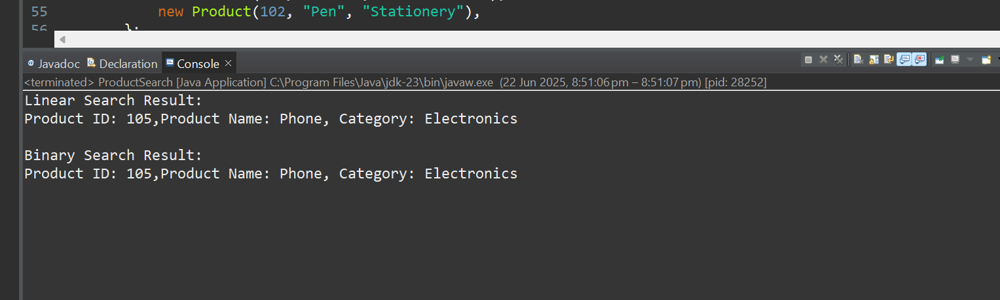 55 new Product(102, "Pen", "Stationery"),
56 };
Javadoc Declaration Console
<terminated> ProductSearch [Java Application] C:\Program Files\Java\jdk-23\bin\javaw.exe (22 Jun 2025, 8:51:06 pm – 8:51:07 pm) [pid: 28252]
Linear Search Result:
Product ID: 105,Product Name: Phone, Category: Electronics
Binary Search Result:
Product ID: 105,Product Name: Phone, Category: Electronics